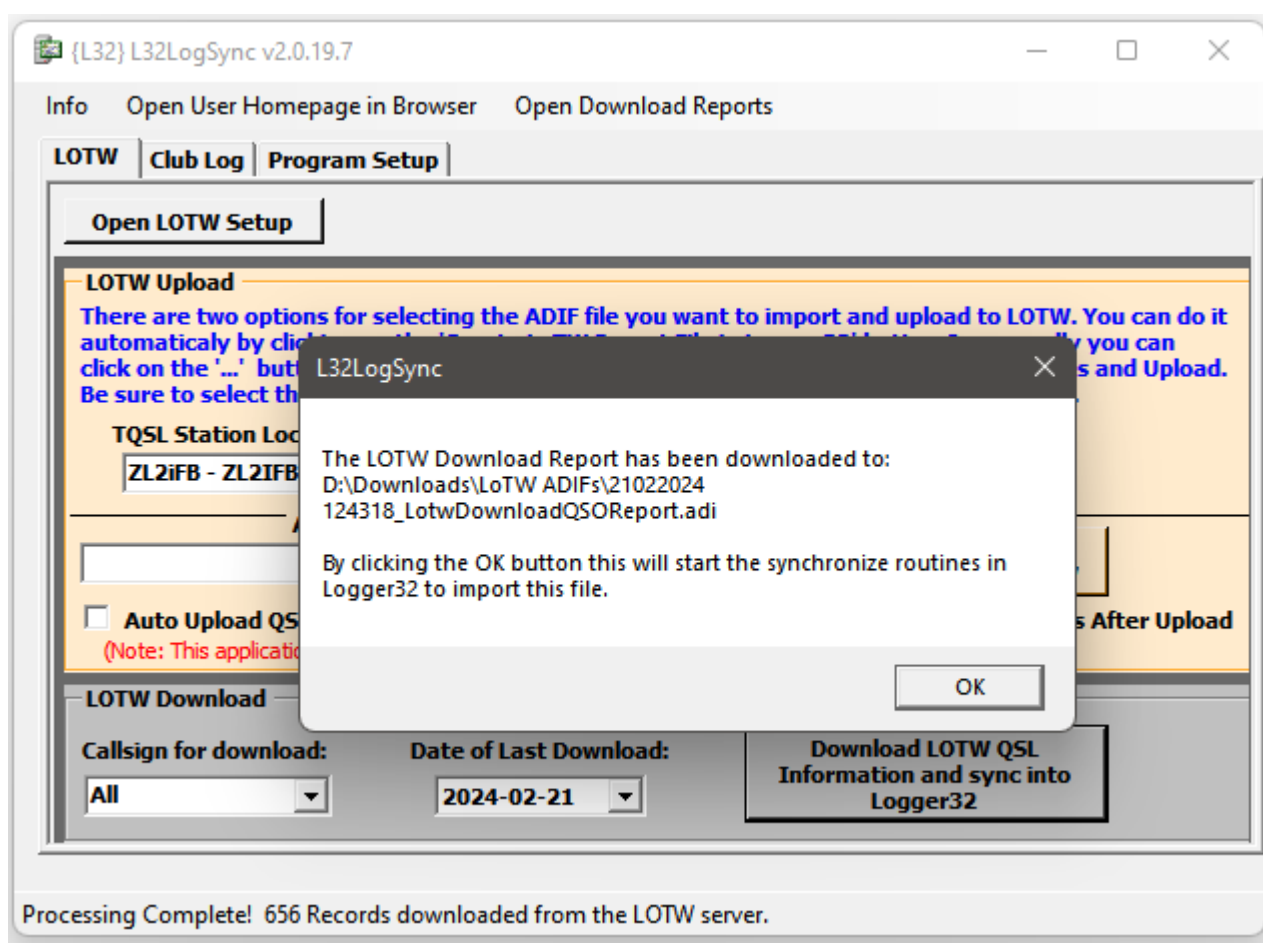 {L32} L32LogSync v2.0.19.7
Info Open User Homepage in Browser Open Download Reports
LOTW Club Log Program Setup
Open LOTW Setup
LOTW Upload
There are two options for selecting the ADIF file you want to import and upload to LOTW. You can do it
automaticaly by
you can
click on the '...'
s and Upload.
Be sure to select
TQSL Station
ZL2iFB - ZL2IFB
L32LogSync
The LOTW Download Report has been downloaded to:
D:\Downloads\LoTW ADIFs\21022024
124318_LotwDownloadQSOReport.adi
By clicking the OK button this will start the synchronize routines in
Logger32 to import this file.
OK
Auto Upload
After Upload
(Note: This
LOTW Download
Callsign for download:
All
Date of Last Download:
2024-02-21
Download LOTW QSL
Information and sync into
Logger32
Processing Complete! 656 Records downloaded from the LOTW server.